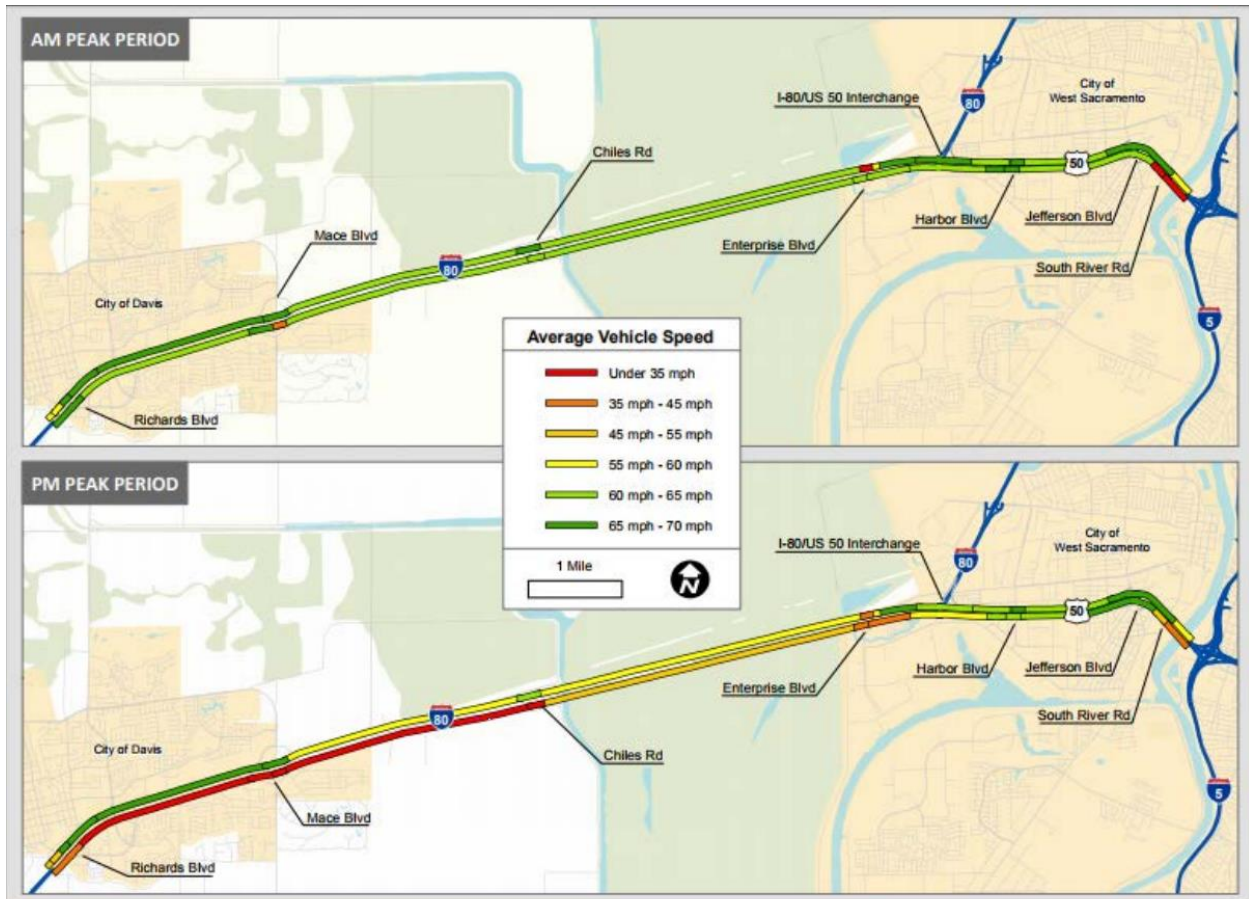 AM PEAK PERIOD
I-80/US 50 Interchange
City of
West Sacramento
80
Chiles Rd
50
Mace Blvd
Harbor Blvd
Jefferson Blvd
Enterprise Blvd
South River Rd
80
City of Davis
5
Richards Blvd
Average Vehicle Speed
Under 35 mph
35 mph - 45 mph
45 mph - 55 mph
55 mph - 60 mph
60 mph - 65 mph
65 mph - 70 mph
1 Mile
N
PM PEAK PERIOD
I-80/US 50 Interchange
City of
West Sacramento
80
50
Harbor Blvd
Jefferson Blvd
Enterprise Blvd
South River Rd
80
City of Davis
Chiles Rd
5
Mace Blvd
Richards Blvd